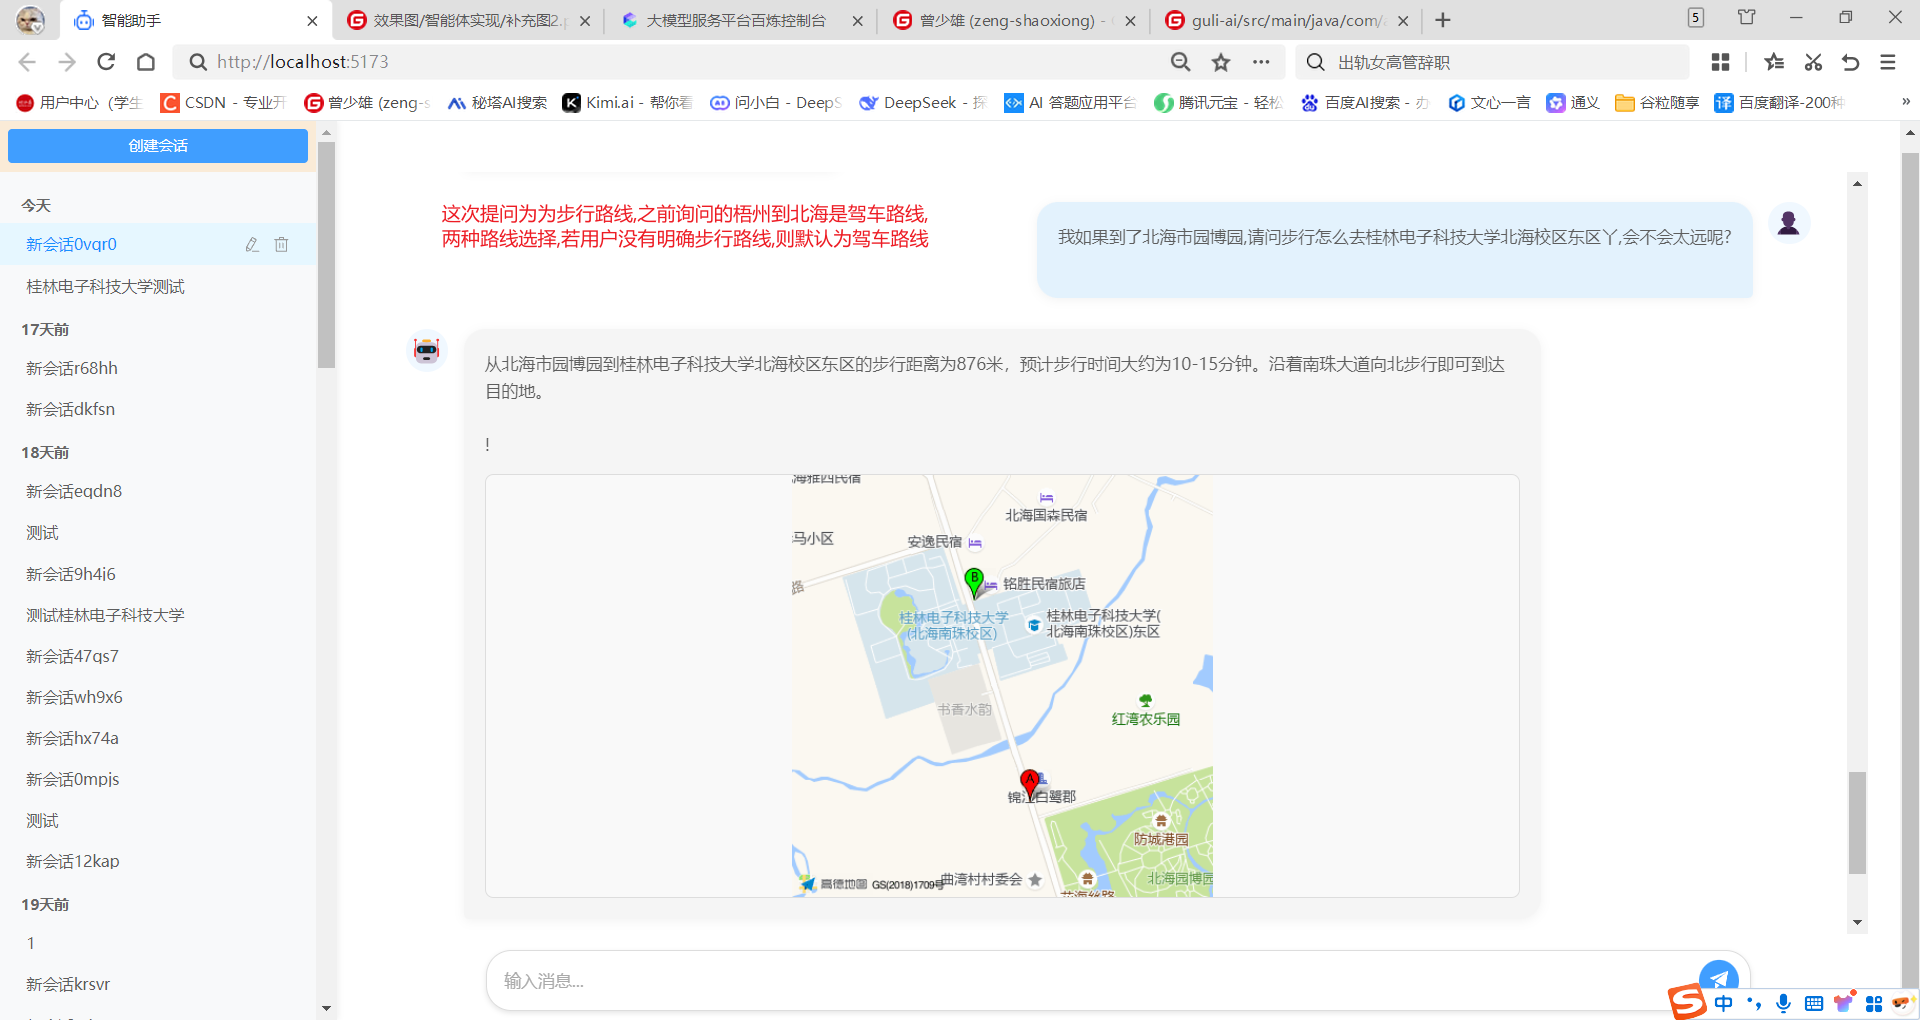 智能助手
效果图/智能体实现/补充图2.
大模型服务平台百炼控制台
曾少雄 (zeng-shaoxiong) -
guli-ai/src/main/java/com/
5
http://localhost:5173
出轨女高管辞职
用户中心（学生
CSDN - 专业开
曾少雄 (zeng-s
秘塔AI搜索
Kimi.ai - 帮你看
问小白 - DeepS
DeepSeek - 探
AI 答题应用平台
腾讯元宝 - 轻松
百度AI搜索 - 办
文心一言
通义
谷粒随享
百度翻译-200种
»
创建会话
今天
新会话0vqr0
桂林电子科技大学测试
17天前
新会话r68hh
新会话dkfsn
18天前
新会话eqdn8
测试
新会话9h4i6
测试桂林电子科技大学
新会话47qs7
新会话wh9x6
新会话hx74a
新会话0mpjs
测试
新会话12kap
19天前
1
新会话krsvr
这次提问为为步行路线,之前询问的梧州到北海是驾车路线,
两种路线选择,若用户没有明确步行路线,则默认为驾车路线
我如果到了北海市园博园,请问步行怎么去桂林电子科技大学北海校区东区丫,会不会太远呢?
从北海市园博园到桂林电子科技大学北海校区东区的步行距离为876米，预计步行时间大约为10-15分钟。沿着南珠大道向北步行即可到达
目的地。
!
海雅西民宿
北海国森民宿
马小区
安逸民宿
路
B
铭胜民宿旅店
桂林电子科技大学
(北海南珠校区)
桂林电子科技大学(
北海南珠校区)东区
书香水韵
红湾农乐园
A
锦江白鹭郡
防城港园
曲湾村村委会
北海园博园
花海丝路
高德地图 GS(2018)1709号
输入消息...
中